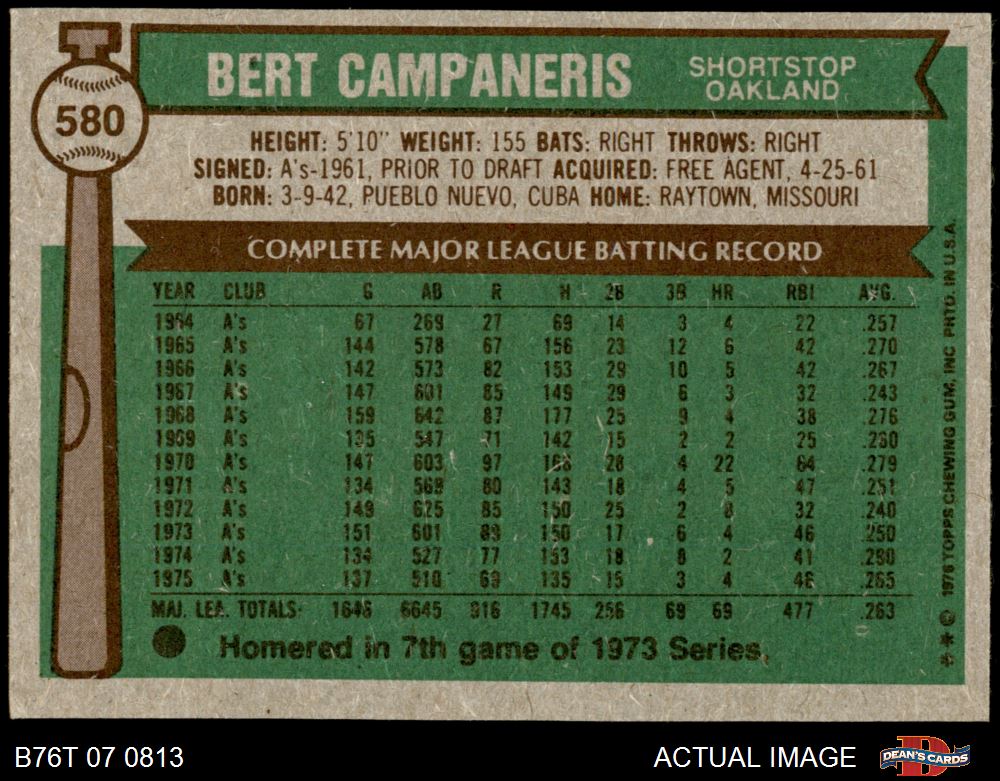 580
BERT CAMPANERIS
SHORTSTOP
OAKLAND
HEIGHT: 5'10" WEIGHT: 155 BATS: RIGHT THROWS: RIGHT
SIGNED: A's-1961, PRIOR TO DRAFT ACQUIRED: FREE AGENT, 4-25-61
BORN: 3-9-42, PUEBLO NUEVO, CUBA HOME: RAYTOWN, MISSOURI
COMPLETE MAJOR LEAGUE BATTING RECORD
YEAR CLUB G AB R H 2B 3B HR RBI AVG.
1964 A's 67 269 27 69 14 3 4 22 .257
1965 A's 144 578 67 156 23 12 6 42 .270
1966 A's 142 573 82 153 29 10 5 42 .267
1967 A's 147 601 85 149 29 6 3 32 .243
1968 A's 159 642 87 177 25 9 4 38 .276
1969 A's 135 547 71 142 15 2 2 25 .260
1970 A's 147 603 97 168 28 4 22 64 .279
1971 A's 134 569 80 143 18 4 5 47 .251
1972 A's 149 625 85 150 25 2 8 32 .240
1973 A's 151 601 89 150 17 6 4 46 .250
1974 A's 134 527 77 153 18 8 2 41 .290
1975 A's 137 510 69 135 15 3 4 46 .265
MAJ. LEA. TOTALS 1646 6645 916 1745 256 69 69 477 .263
Homered in 7th game of 1973 Series.
* * © 1976 TOPPS CHEWING GUM, INC. PRTD. IN U.S.A.
B76T 07 0813
ACTUAL IMAGE
DEAN'S CARDS